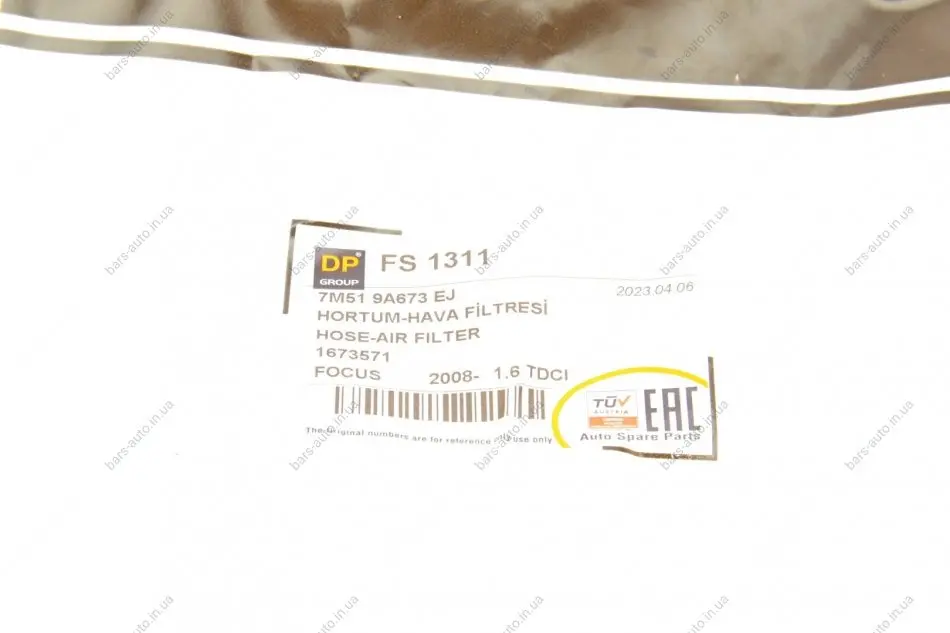 DP® FS 1311
GROUP
7M51 9A673 EJ 2023.04.06
HORTUM-HAVA FİLTRESİ
HOSE-AIR FILTER
1673571
FOCUS 2008- 1.6 TDCI
TÜV
AUSTRIA
EAC
Auto Spare Parts
The original numbers are for reference use only
bars-auto.in.ua